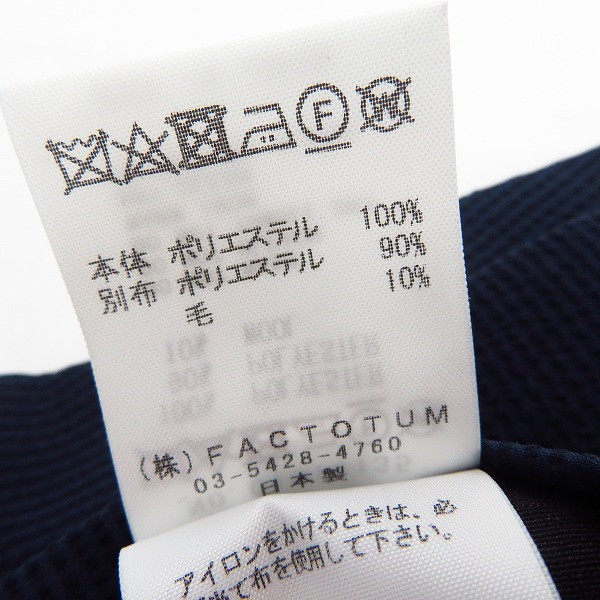 本体 ポリエステル 100%
別布 ポリエステル 90%
毛 10%
(株)FACTOTUM
03-5428-4760
日本製
アイロンをかけるときは、必
て布を使用して下さい。